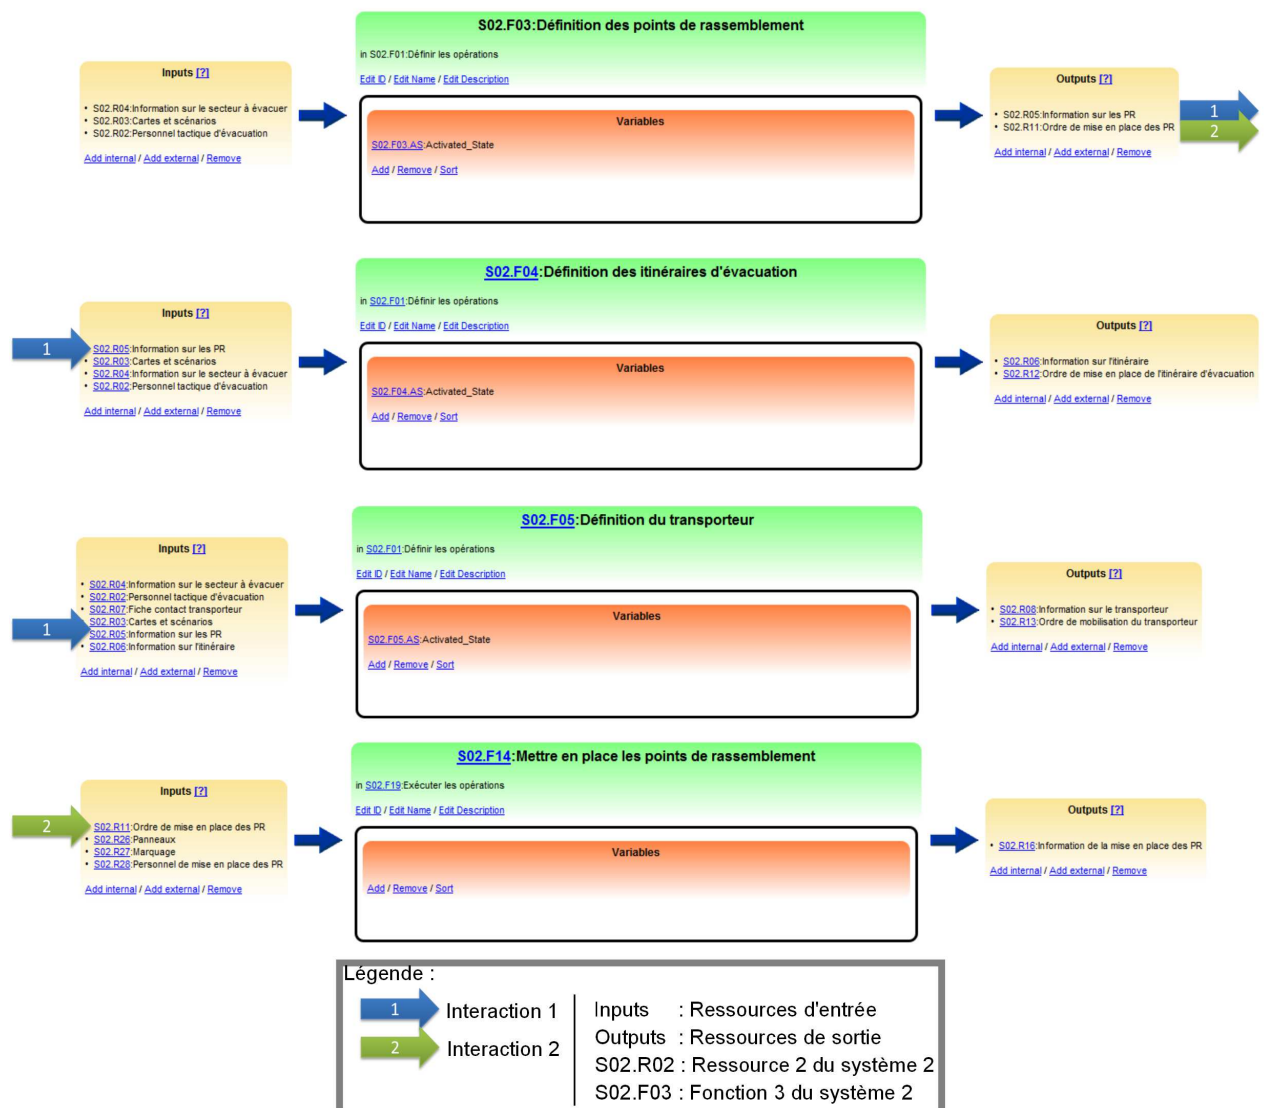 S02.F03:Définition des points de rassemblement
in S02.F01:Définir les opérations
Edit ID / Edit Name / Edit Description
Inputs [?]
• S02.R04:Information sur le secteur à évacuer
• S02.R03:Cartes et scénarios
• S02.R02:Personnel tactique d'évacuation
Add internal / Add external / Remove
Variables
S02.F03.AS:Activated_State
Add / Remove / Sort
Outputs [?]
• S02.R05:Information sur les PR
• S02.R11:Ordre de mise en place des PR
Add internal / Add external / Remove
1
2
S02.F04:Définition des itinéraires d'évacuation
in S02.F01:Définir les opérations
Edit ID / Edit Name / Edit Description
1
Inputs [?]
S02.R05:Information sur les PR
• S02.R03:Cartes et scénarios
• S02.R04:Information sur le secteur à évacuer
• S02.R02:Personnel tactique d'évacuation
Add internal / Add external / Remove
Variables
S02.F04.AS:Activated_State
Add / Remove / Sort
Outputs [?]
• S02.R06:Information sur l'itinéraire
• S02.R12:Ordre de mise en place de l'itinéraire d'évacuation
Add internal / Add external / Remove
S02.F05:Définition du transporteur
in S02.F01:Définir les opérations
Edit ID / Edit Name / Edit Description
1
Inputs [?]
• S02.R04:Information sur le secteur à évacuer
• S02.R02:Personnel tactique d'évacuation
• S02.R07:Fiche contact transporteur
• S02.R03:Cartes et scénarios
S02.R05:Information sur les PR
• S02.R06:Information sur l'itinéraire
Add internal / Add external / Remove
Variables
S02.F05.AS:Activated_State
Add / Remove / Sort
Outputs [?]
• S02.R08:Information sur le transporteur
• S02.R13:Ordre de mobilisation du transporteur
Add internal / Add external / Remove
S02.F14:Mettre en place les points de rassemblement
in S02.F19:Exécuter les opérations
Edit ID / Edit Name / Edit Description
2
Inputs [?]
S02.R11:Ordre de mise en place des PR
• S02.R26:Panneaux
• S02.R27:Marquage
• S02.R28:Personnel de mise en place des PR
Add internal / Add external / Remove
Variables
Add / Remove / Sort
Outputs [?]
• S02.R16:Information de la mise en place des PR
Add internal / Add external / Remove
Légende :
1 Interaction 1
2 Interaction 2
Inputs : Ressources d'entrée
Outputs : Ressources de sortie
S02.R02 : Ressource 2 du système 2
S02.F03 : Fonction 3 du système 2